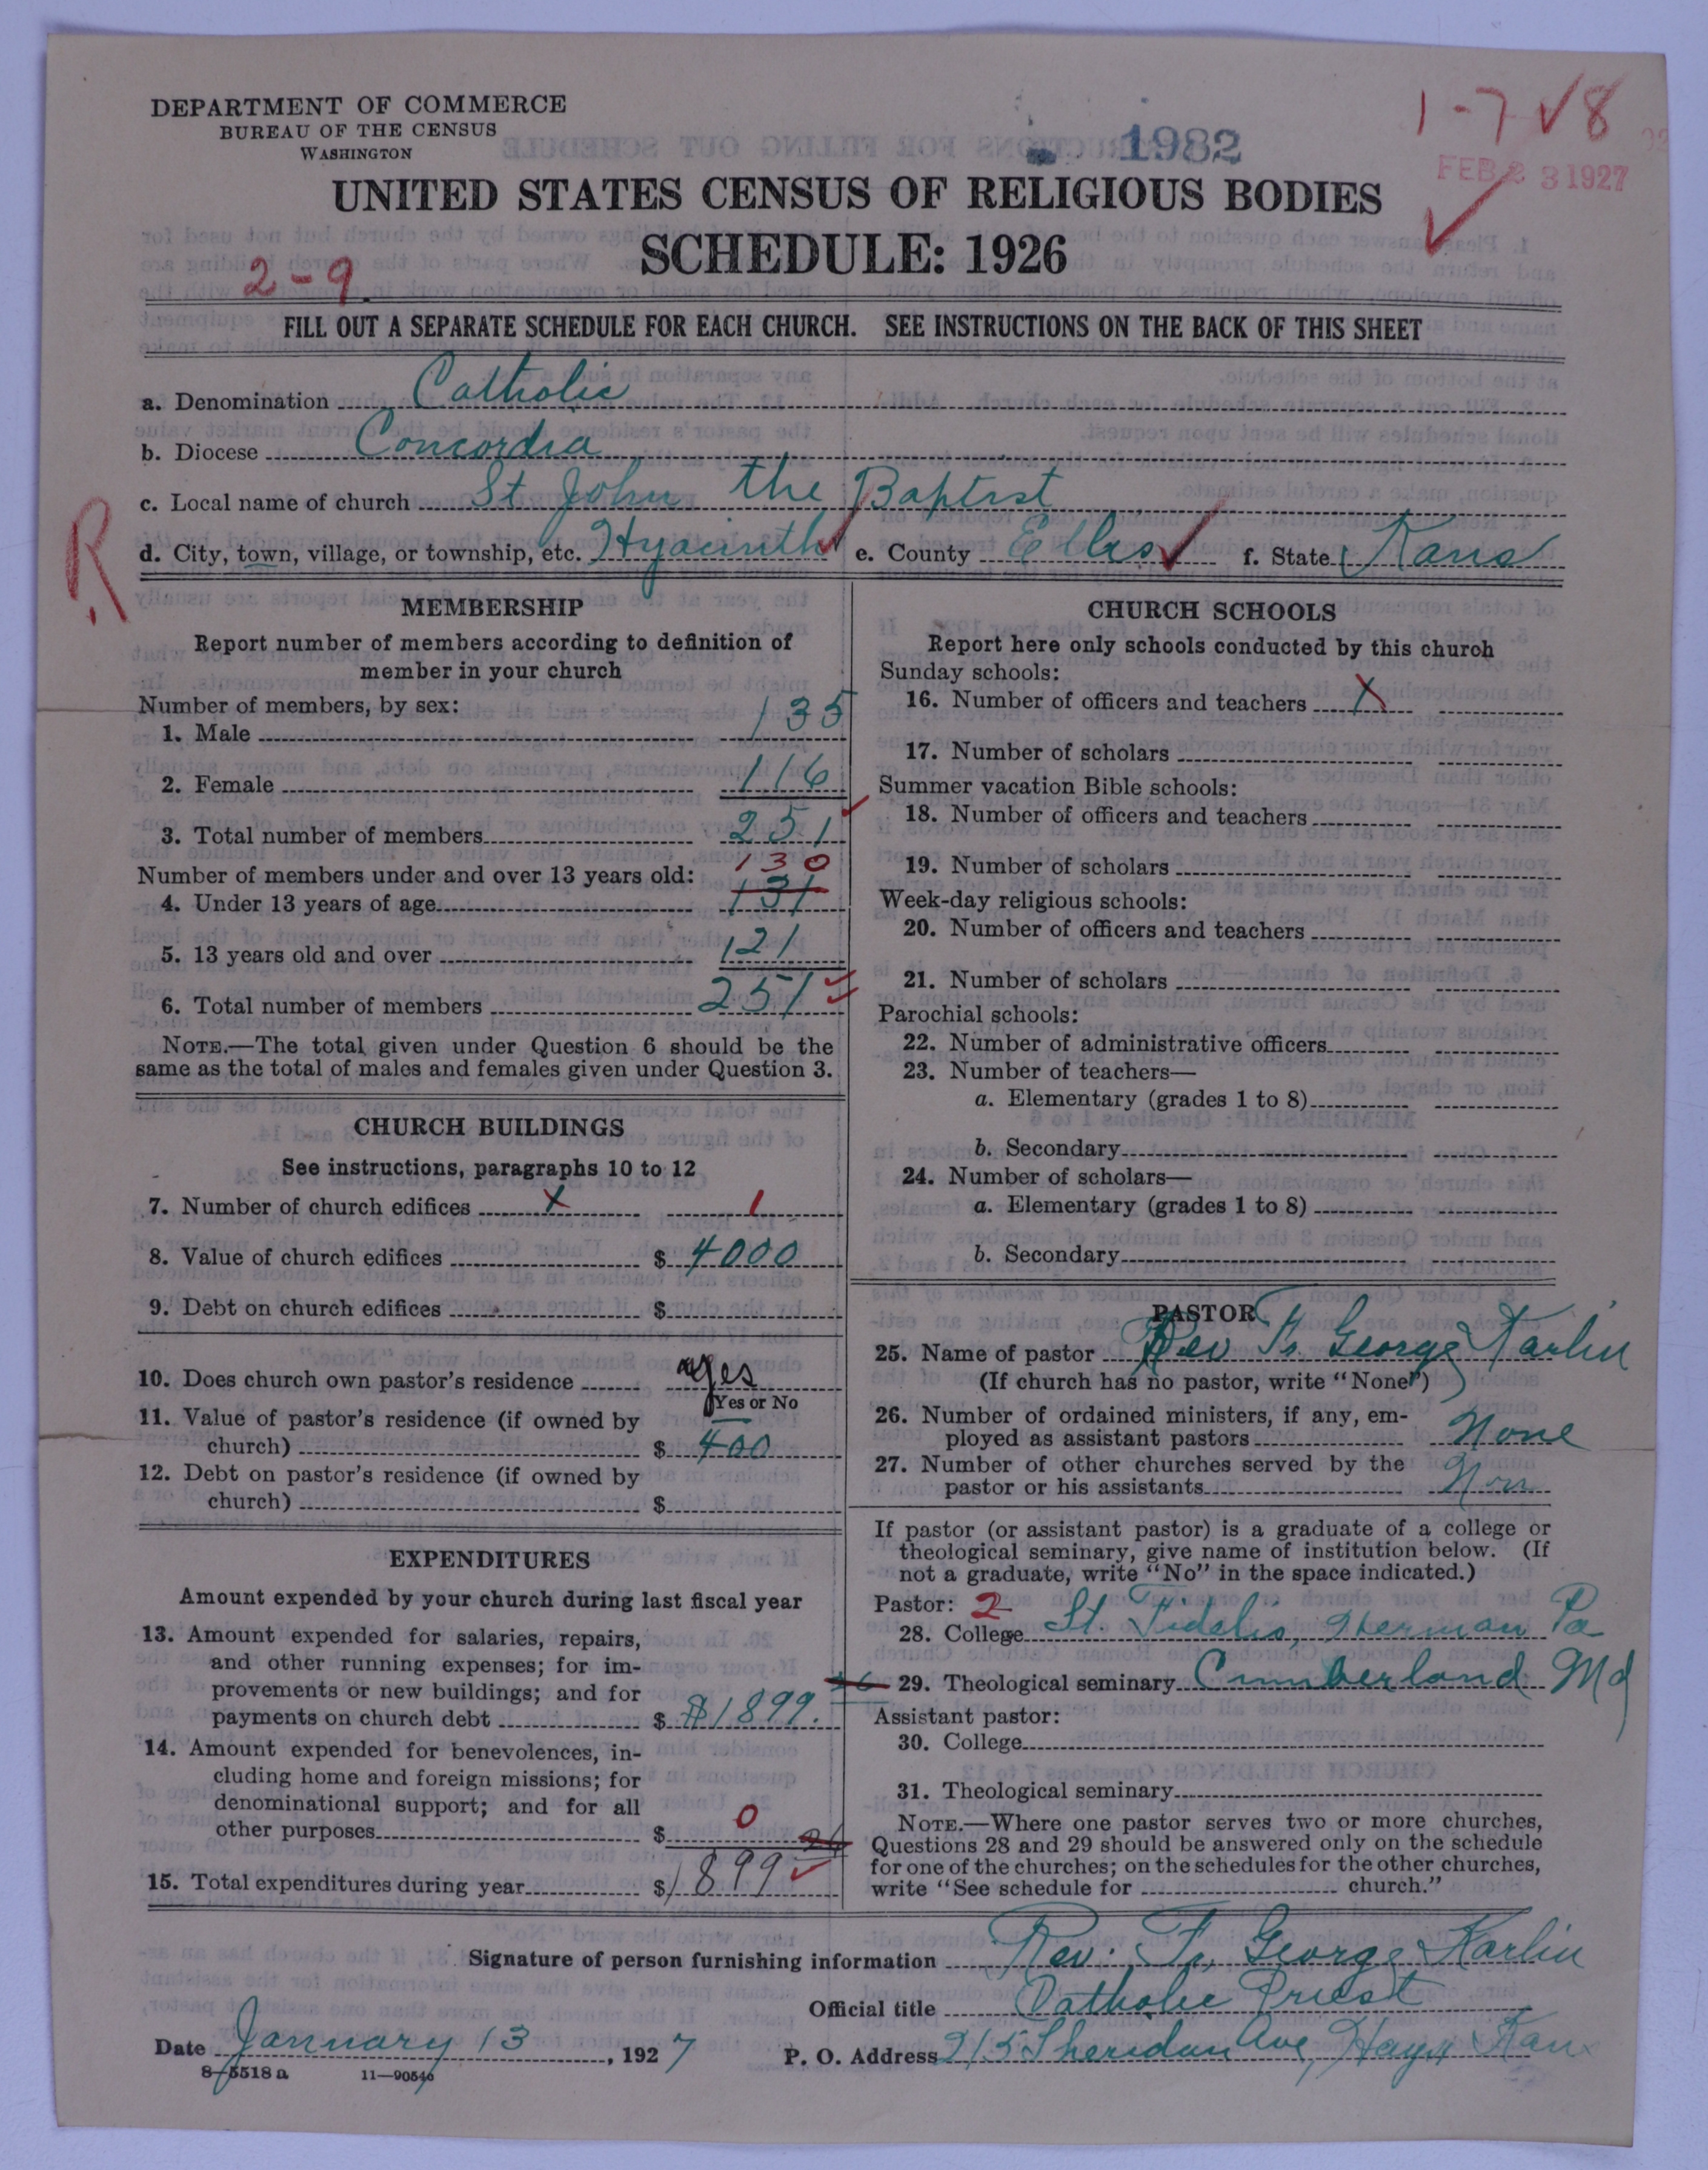 DEPARTMENT OF COMMERCE
BUREAU OF THE CENSUS
WASHINGTON
1982
1-7 √ 8
FEB 23 1927
UNITED STATES CENSUS OF RELIGIOUS BODIES
SCHEDULE: 1926
2-9
FILL OUT A SEPARATE SCHEDULE FOR EACH CHURCH. SEE INSTRUCTIONS ON THE BACK OF THIS SHEET
a. Denomination Catholic
b. Diocese Concordia
c. Local name of church St John the Baptist
R
d. City, town, village, or township, etc. Hyacinth e. County Ellis f. State Kans
MEMBERSHIP
Report number of members according to definition of
member in your church
Number of members, by sex:
1. Male 135
2. Female 116
3. Total number of members 251
130
Number of members under and over 13 years old:
4. Under 13 years of age 131
5. 13 years old and over 121
6. Total number of members 251
NOTE.—The total given under Question 6 should be the
same as the total of males and females given under Question 3.
CHURCH BUILDINGS
See instructions, paragraphs 10 to 12
7. Number of church edifices X 1
8. Value of church edifices $ 4000
9. Debt on church edifices $
10. Does church own pastor's residence yes
Yes or No
11. Value of pastor's residence (if owned by
church) $ 400
12. Debt on pastor's residence (if owned by
church) $
EXPENDITURES
Amount expended by your church during last fiscal year
13. Amount expended for salaries, repairs,
and other running expenses; for im-
provements or new buildings; and for
payments on church debt $ $1899.
14. Amount expended for benevolences, in-
cluding home and foreign missions; for
denominational support; and for all
other purposes $ 0
15. Total expenditures during year $ 1899
CHURCH SCHOOLS
Report here only schools conducted by this church
Sunday schools:
16. Number of officers and teachers X
17. Number of scholars
Summer vacation Bible schools:
18. Number of officers and teachers
19. Number of scholars
Week-day religious schools:
20. Number of officers and teachers
21. Number of scholars
Parochial schools:
22. Number of administrative officers
23. Number of teachers—
a. Elementary (grades 1 to 8)
b. Secondary
24. Number of scholars—
a. Elementary (grades 1 to 8)
b. Secondary
PASTOR
25. Name of pastor Rev Fr. George Karlin
(If church has no pastor, write "None")
26. Number of ordained ministers, if any, em-
ployed as assistant pastors None
27. Number of other churches served by the
pastor or his assistants Non
If pastor (or assistant pastor) is a graduate of a college or
theological seminary, give name of institution below. (If
not a graduate, write "No" in the space indicated.)
Pastor: 2
28. College St. Fidelis, Herman Pa
29. Theological seminary Cumberland Md
Assistant pastor:
30. College
31. Theological seminary
NOTE.—Where one pastor serves two or more churches,
Questions 28 and 29 should be answered only on the schedule
for one of the churches; on the schedules for the other churches,
write "See schedule for church."
Signature of person furnishing information Rev. Fr. George Karlin
Official title Catholic Priest
Date January 13, 1927 P. O. Address 215 Sheridan Ave, Hays Kans
8-5518 a 11—90546